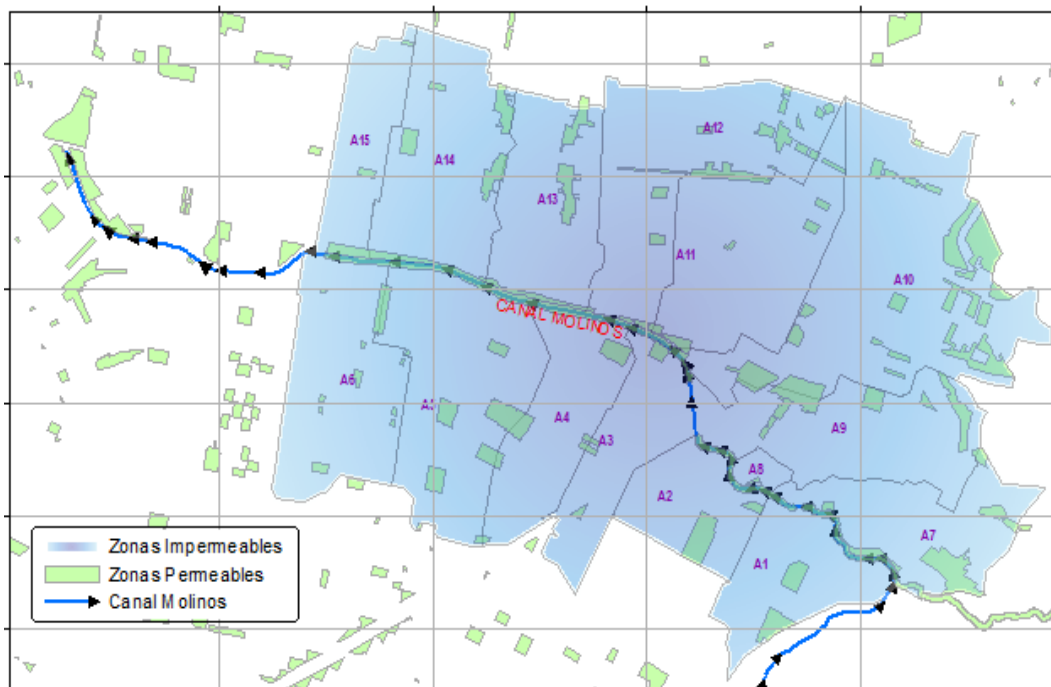 A12
A15
A14
A13
A11
A10
CANAL MOLINOS
A6
A4
A9
A3
A8
A2
A7
A1
Zonas Impermeables
Zonas Permeables
Canal Molinos